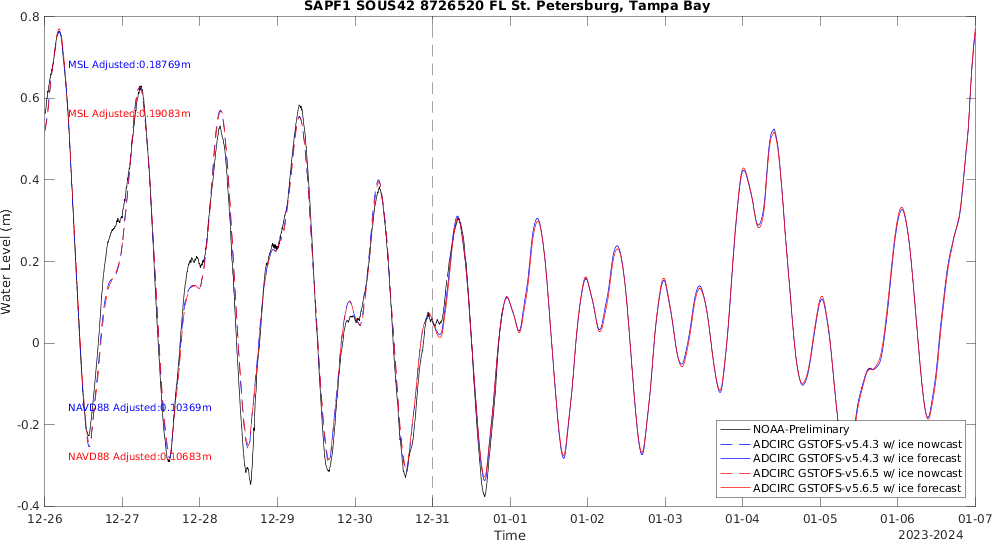 SAPF1 SOUS42 8726520 FL St. Petersburg, Tampa Bay
0.8
0.6
0.4
0.2
0
-0.2
-0.4
Water Level (m)
MSL Adjusted:0.18769m
MSL Adjusted:0.19083m
NAVD88 Adjusted:0.10369m
NAVD88 Adjusted:0.10683m
NOAA-Preliminary
ADCIRC GSTOFS-v5.4.3 w/ ice nowcast
ADCIRC GSTOFS-v5.4.3 w/ ice forecast
ADCIRC GSTOFS-v5.6.5 w/ ice nowcast
ADCIRC GSTOFS-v5.6.5 w/ ice forecast
12-26 12-27 12-28 12-29 12-30 12-31 01-01 01-02 01-03 01-04 01-05 01-06 01-07
Time
2023-2024